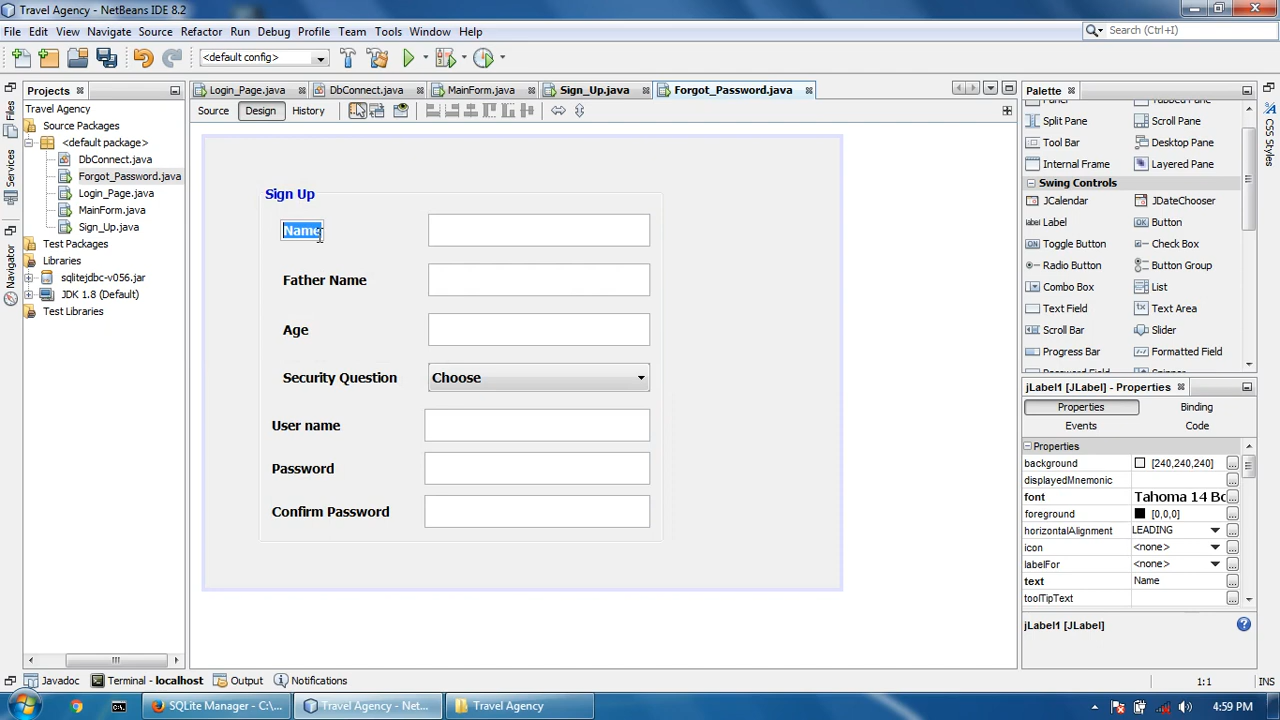 Travel Agency - NetBeans IDE 8.2
File Edit View Navigate Source Refactor Run Debug Profile Team Tools Window Help
Search (Ctrl+I)
<default config>
Projects
Login_Page.java DbConnect.java MainForm.java Sign_Up.java Forgot_Password.java
Palette
Source Design History
Travel Agency
Source Packages
<default package>
DbConnect.java
Forgot_Password.java
Login_Page.java
MainForm.java
Sign_Up.java
Test Packages
Libraries
sqlitejdbc-v056.jar
JDK 1.8 (Default)
Test Libraries
Files
Services
Navigator
Sign Up
Name
Father Name
Age
Security Question Choose
User name
Password
Confirm Password
Split Pane Scroll Pane
Tool Bar Desktop Pane
Internal Frame Layered Pane
Swing Controls
JCalendar JDateChooser
Label Button
Toggle Button Check Box
Radio Button Button Group
Combo Box List
Text Field Text Area
Scroll Bar Slider
Progress Bar Formatted Field
CSS Styles
jLabel1 [JLabel] - Properties
Properties Binding
Events Code
Properties
background [240,240,240] ...
displayedMnemonic ...
font Tahoma 14 Bo ...
foreground [0,0,0] ...
horizontalAlignment LEADING ...
icon <none> ...
labelFor <none> ...
text Name ...
toolTipText ...
jLabel1 [JLabel]
Javadoc Terminal - localhost Output Notifications
1:1 INS
SQLite Manager - C:\... Travel Agency - Net... Travel Agency
4:59 PM